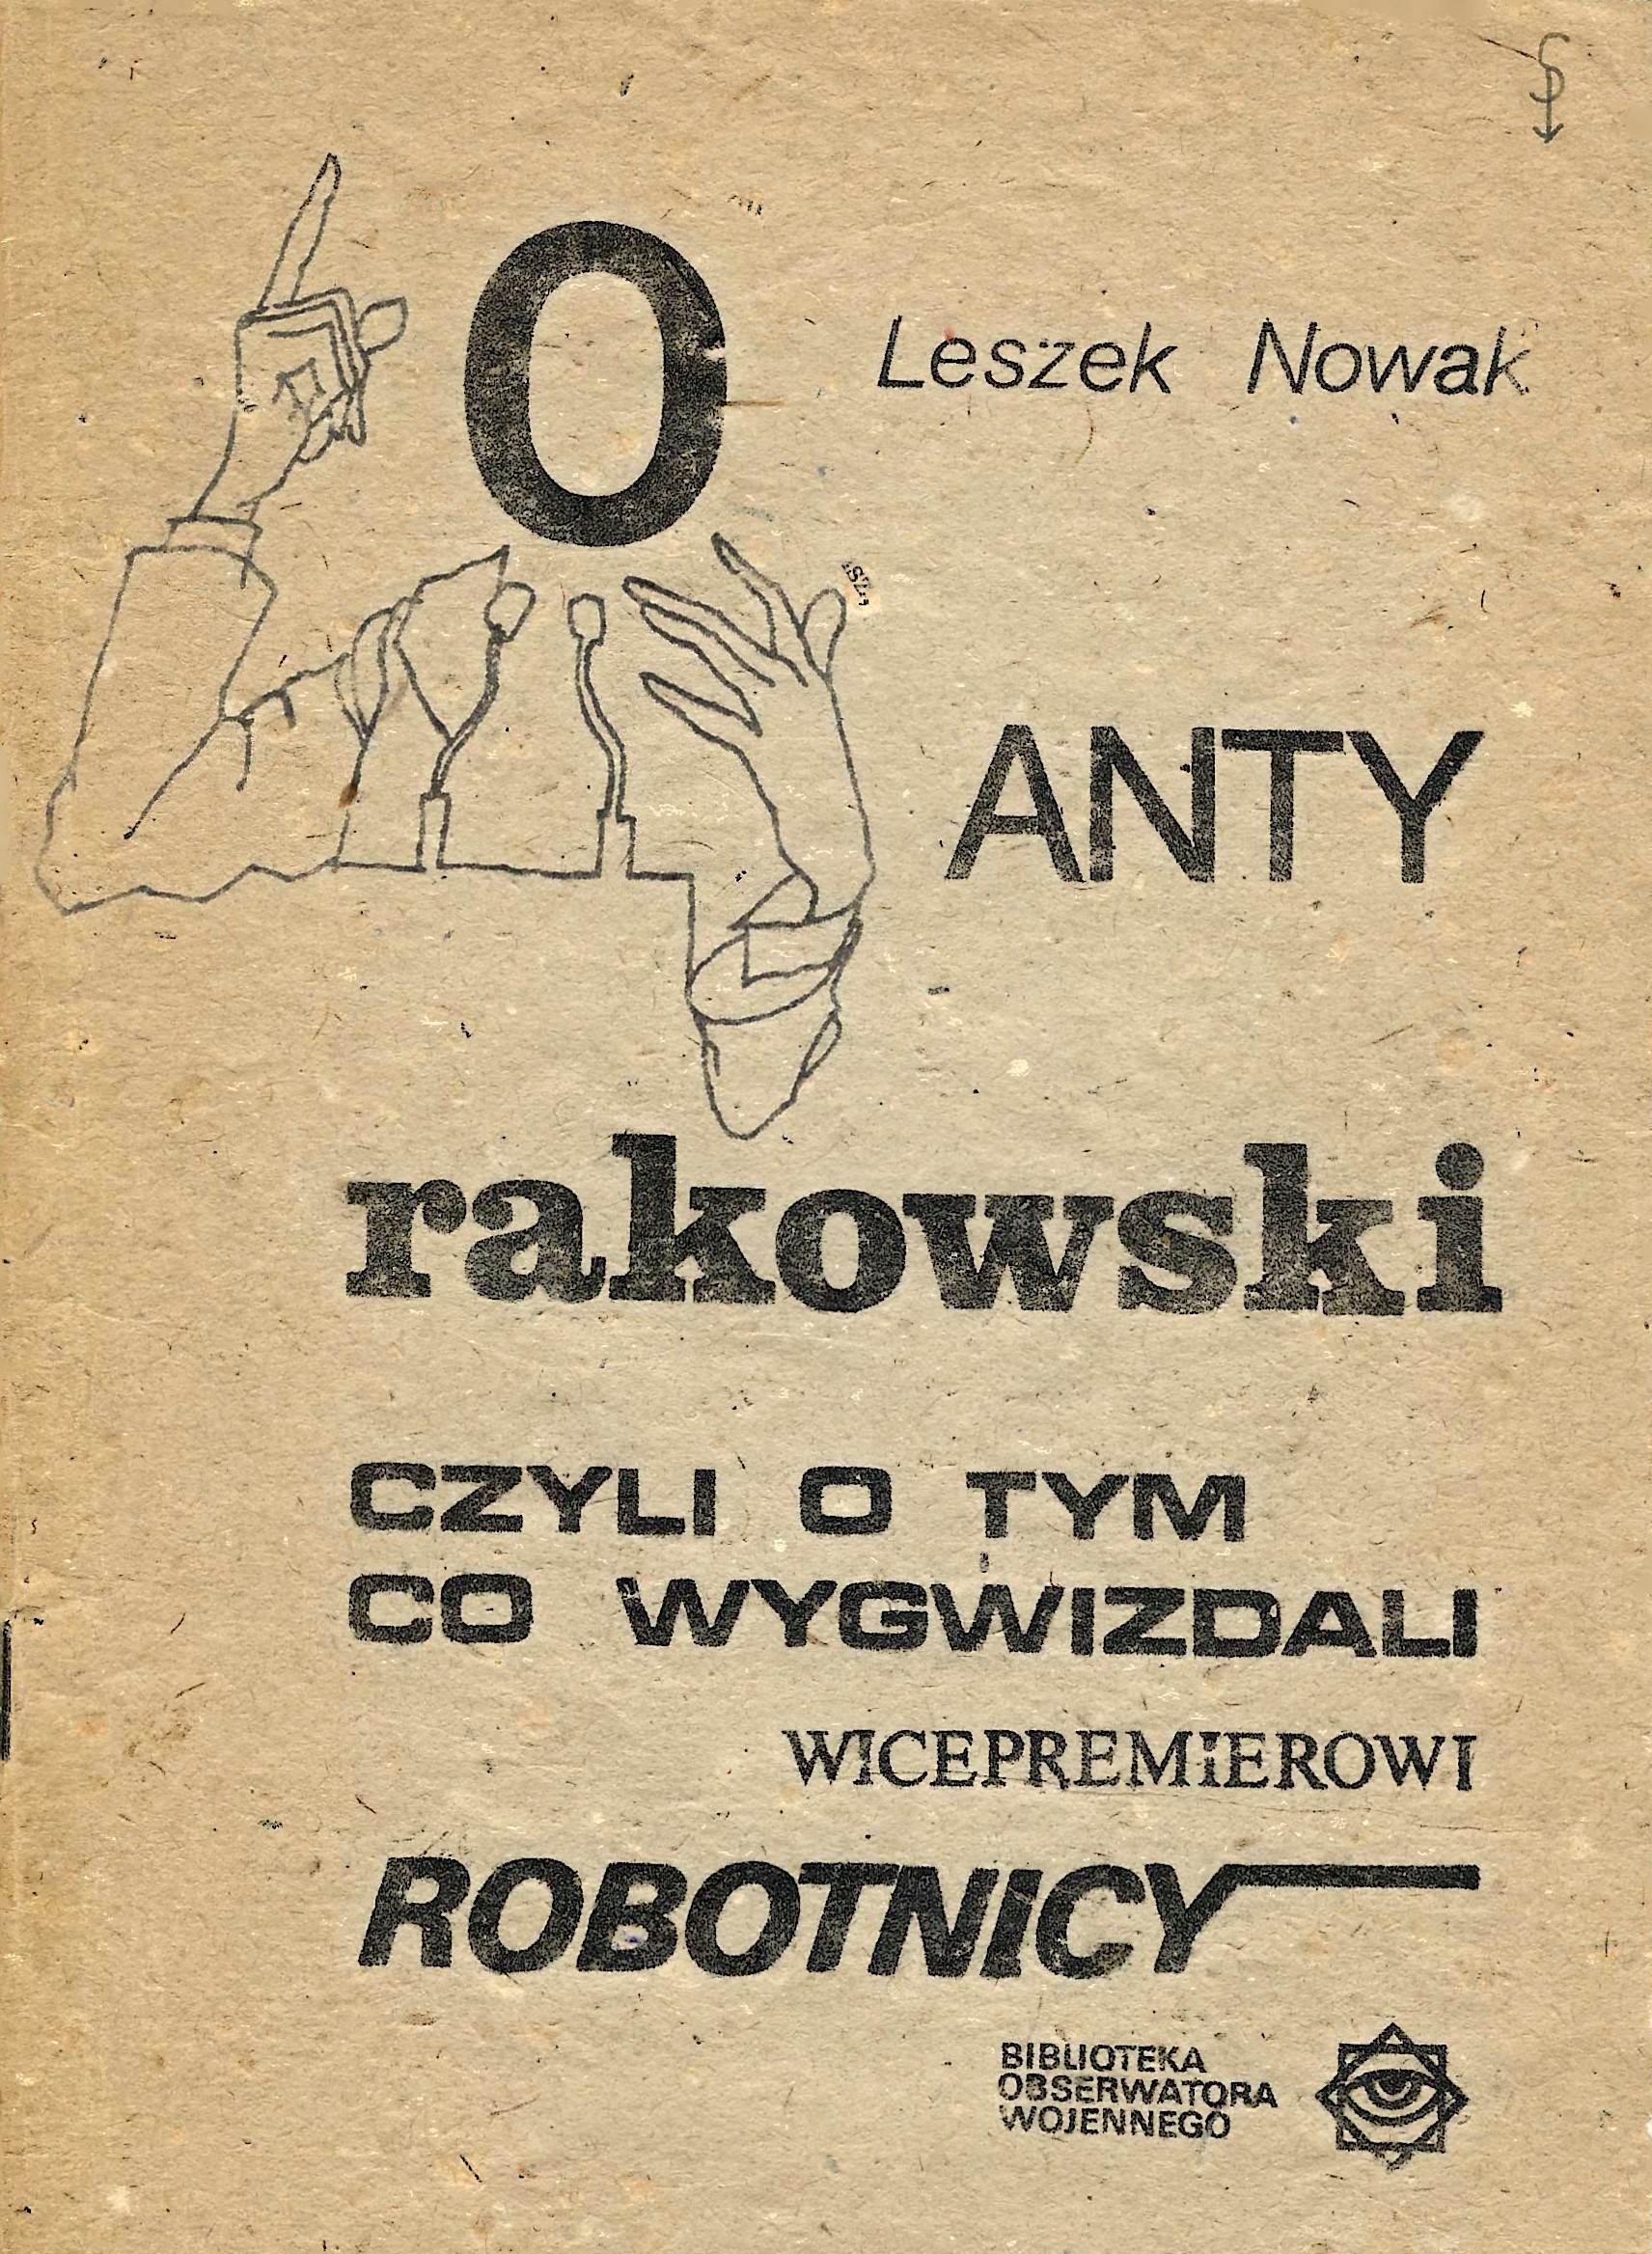 Leszek Nowak
ANTY
rakowski
CZYLI O TYM
CO WYGWIZDALI
WICEPREMiEROWI
ROBOTNiCY
BIBLIOTEKA
OBSERWATORA
WOJENNEGO